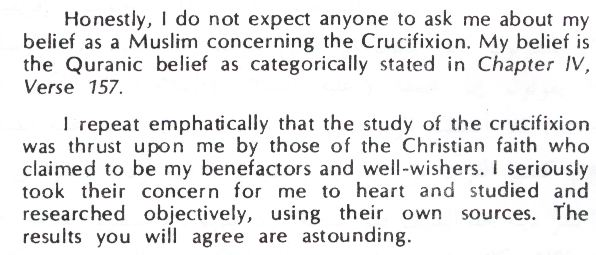 Honestly, I do not expect anyone to ask me about my
belief as a Muslim concerning the Crucifixion. My belief is
the Quranic belief as categorically stated in Chapter IV,
Verse 157.
I repeat emphatically that the study of the crucifixion
was thrust upon me by those of the Christian faith who
claimed to be my benefactors and well-wishers. I seriously
took their concern for me to heart and studied and
researched objectively, using their own sources. The
results you will agree are astounding.